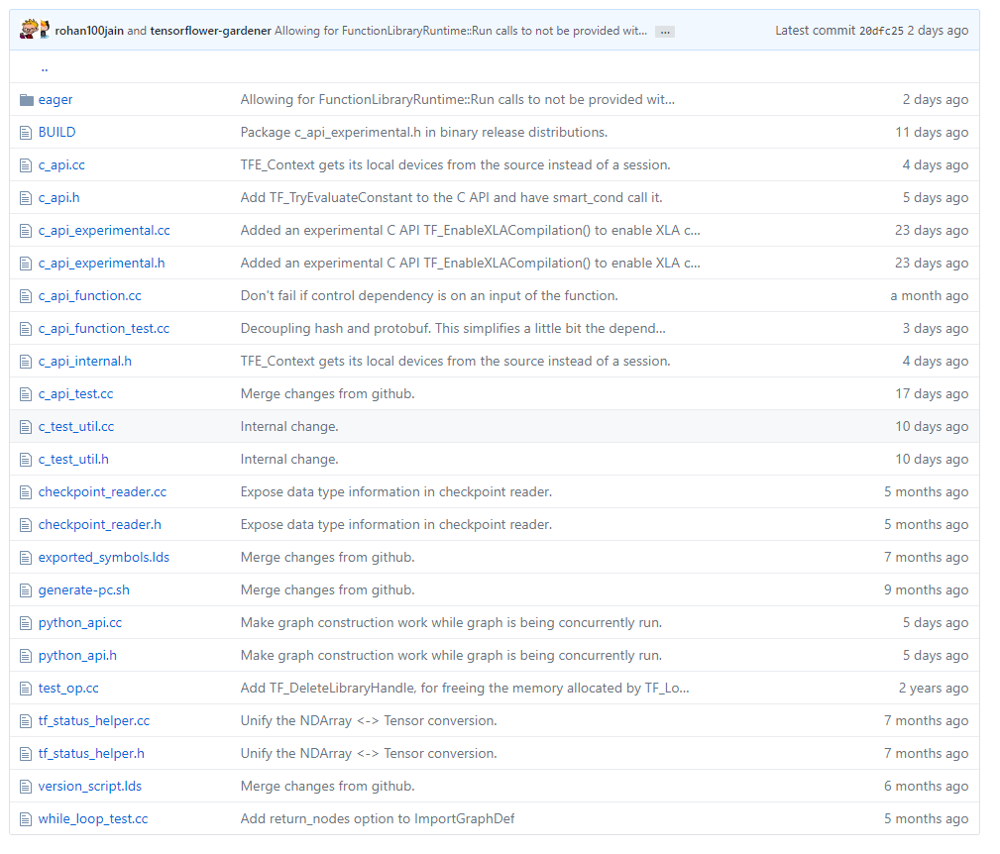 rohan100jain and tensorflower-gardener Allowing for FunctionLibraryRuntime::Run calls to not be provided wit… … Latest commit 20dfc25 2 days ago
..
eager Allowing for FunctionLibraryRuntime::Run calls to not be provided wit… 2 days ago
BUILD Package c_api_experimental.h in binary release distributions. 11 days ago
c_api.cc TFE_Context gets its local devices from the source instead of a session. 4 days ago
c_api.h Add TF_TryEvaluateConstant to the C API and have smart_cond call it. 5 days ago
c_api_experimental.cc Added an experimental C API TF_EnableXLACompilation() to enable XLA c… 23 days ago
c_api_experimental.h Added an experimental C API TF_EnableXLACompilation() to enable XLA c… 23 days ago
c_api_function.cc Don't fail if control dependency is on an input of the function. a month ago
c_api_function_test.cc Decoupling hash and protobuf. This simplifies a little bit the depend… 3 days ago
c_api_internal.h TFE_Context gets its local devices from the source instead of a session. 4 days ago
c_api_test.cc Merge changes from github. 17 days ago
c_test_util.cc Internal change. 10 days ago
c_test_util.h Internal change. 10 days ago
checkpoint_reader.cc Expose data type information in checkpoint reader. 5 months ago
checkpoint_reader.h Expose data type information in checkpoint reader. 5 months ago
exported_symbols.lds Merge changes from github. 7 months ago
generate-pc.sh Merge changes from github. 9 months ago
python_api.cc Make graph construction work while graph is being concurrently run. 5 days ago
python_api.h Make graph construction work while graph is being concurrently run. 5 days ago
test_op.cc Add TF_DeleteLibraryHandle, for freeing the memory allocated by TF_Lo… 2 years ago
tf_status_helper.cc Unify the NDArray <-> Tensor conversion. 7 months ago
tf_status_helper.h Unify the NDArray <-> Tensor conversion. 7 months ago
version_script.lds Merge changes from github. 6 months ago
while_loop_test.cc Add return_nodes option to ImportGraphDef 5 months ago